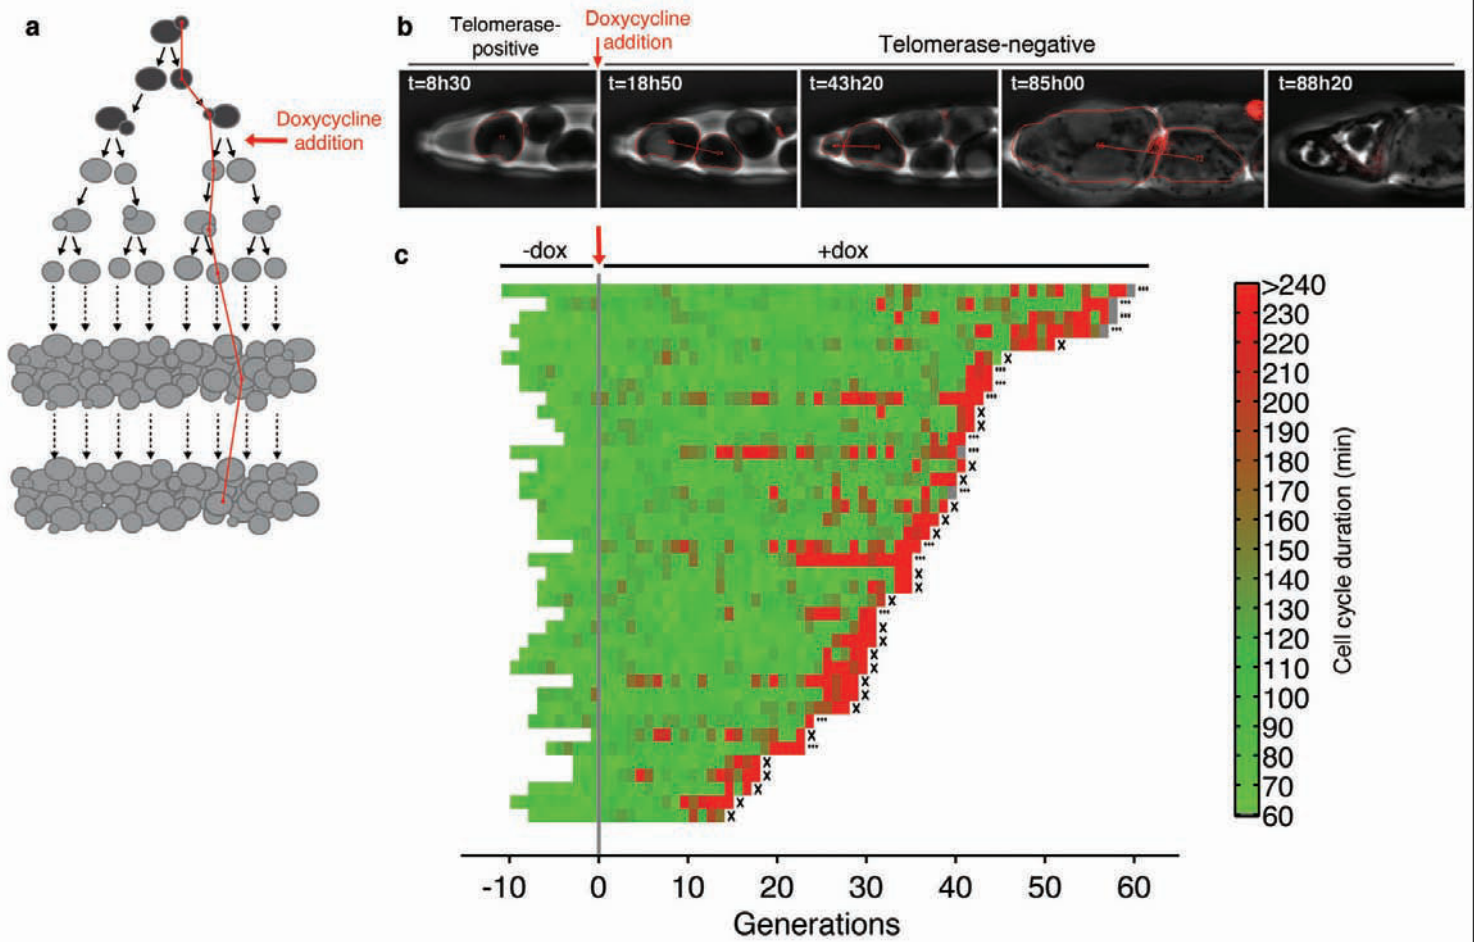 a
Doxycycline
addition
b
Telomerase-
positive
Doxycycline
addition
Telomerase-negative
t=8h30
t=18h50
t=43h20
t=85h00
t=88h20
c
-dox
+dox
>240
230
220
210
200
190
180
170
160
150
140
130
120
110
100
90
80
70
60
Cell cycle duration (min)
-10 0 10 20 30 40 50 60
Generations